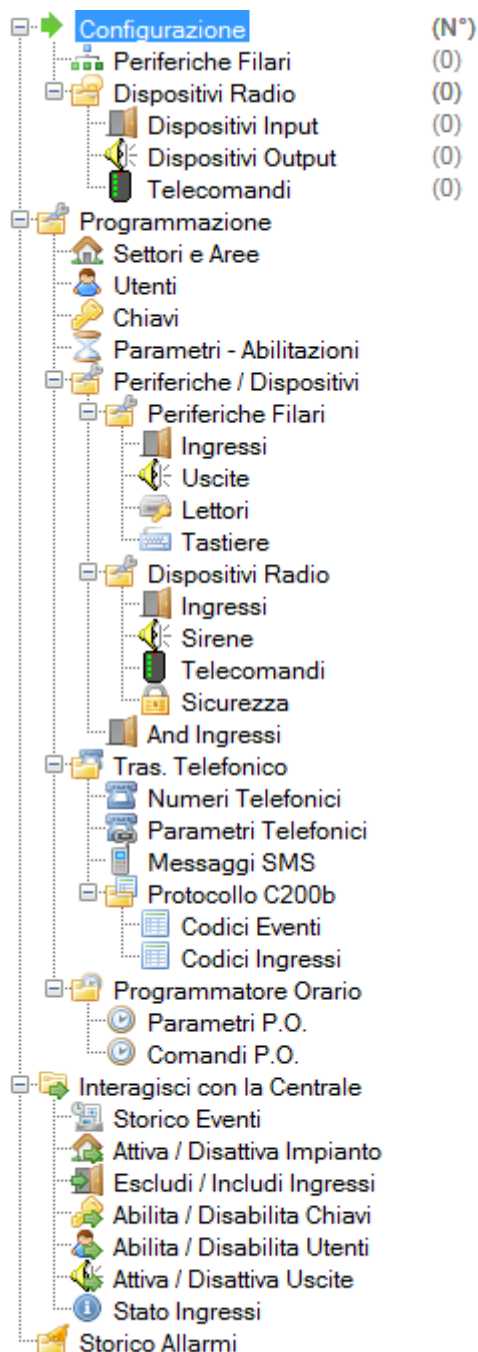 Configurazione (N°)
Periferiche Filari (0)
Dispositivi Radio (0)
Dispositivi Input (0)
Dispositivi Output (0)
Telecomandi (0)
Programmazione
Settori e Aree
Utenti
Chiavi
Parametri - Abilitazioni
Periferiche / Dispositivi
Periferiche Filari
Ingressi
Uscite
Lettori
Tastiere
Dispositivi Radio
Ingressi
Sirene
Telecomandi
Sicurezza
And Ingressi
Tras. Telefonico
Numeri Telefonici
Parametri Telefonici
Messaggi SMS
Protocollo C200b
Codici Eventi
Codici Ingressi
Programmatore Orario
Parametri P.O.
Comandi P.O.
Interagisci con la Centrale
Storico Eventi
Attiva / Disattiva Impianto
Escludi / Includi Ingressi
Abilita / Disabilita Chiavi
Abilita / Disabilita Utenti
Attiva / Disattiva Uscite
Stato Ingressi
Storico Allarmi